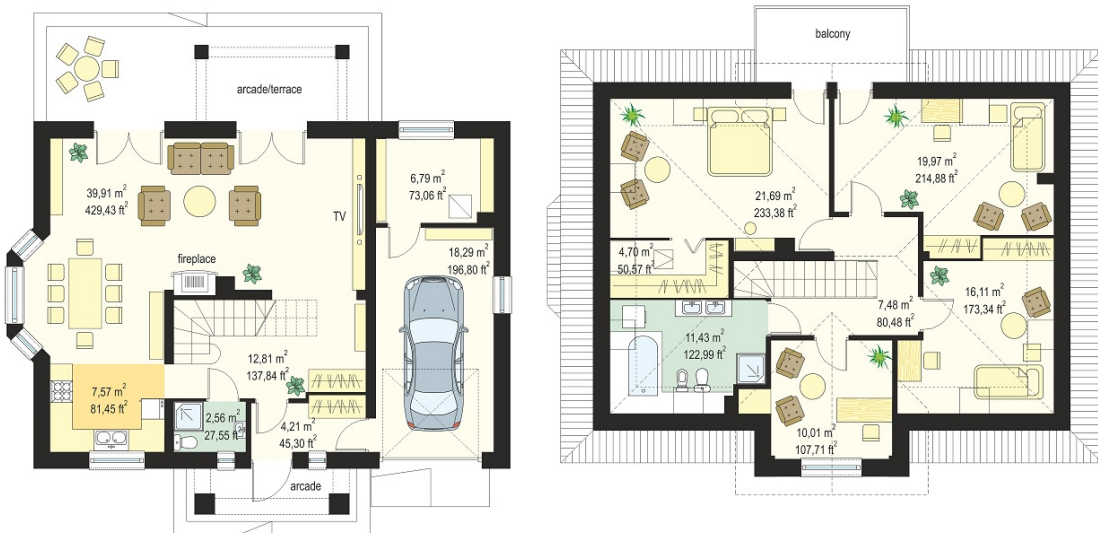 arcade/terrace
39,91 m²
429,43 ft²
6,79 m²
73,06 ft²
TV
fireplace
18,29 m²
196,80 ft²
12,81 m²
137,84 ft²
7,57 m²
81,45 ft²
2,56 m²
27,55 ft²
4,21 m²
45,30 ft²
arcade
balcony
21,69 m²
233,38 ft²
19,97 m²
214,88 ft²
4,70 m²
50,57 ft²
16,11 m²
173,34 ft²
7,48 m²
80,48 ft²
11,43 m²
122,99 ft²
10,01 m²
107,71 ft²